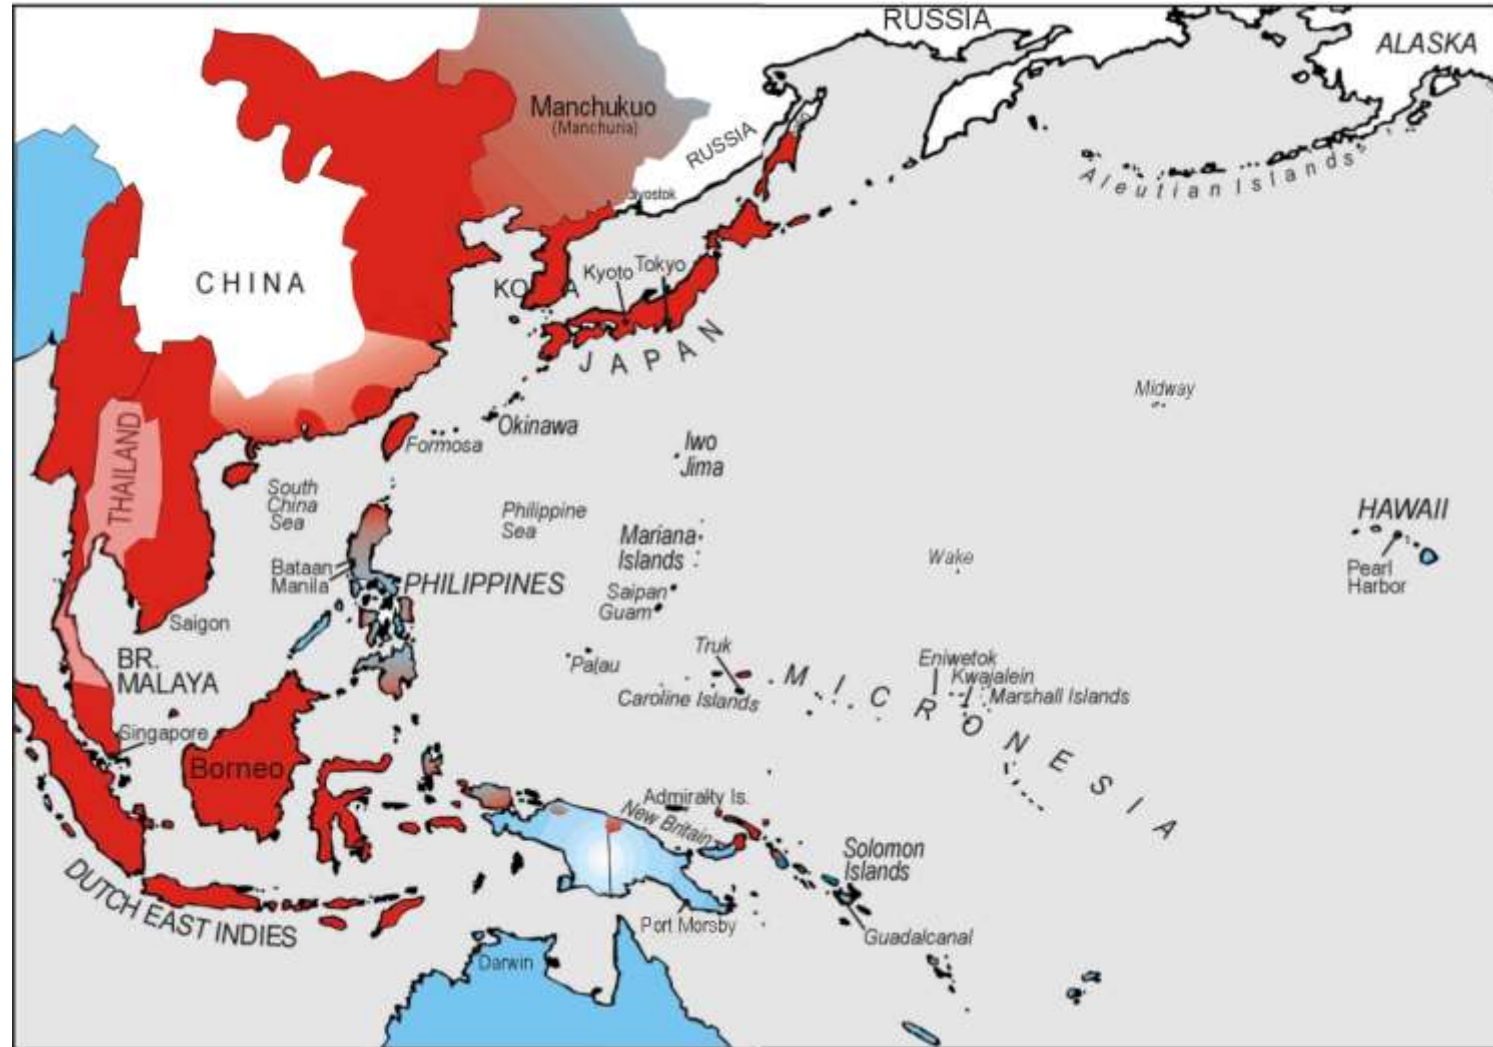 RUSSIA
ALASKA
Manchukuo
(Manchuria)
RUSSIA
Aleutian Islands
CHINA
Kyoto
Tokyo
JAPAN
Midway
THAILAND
Formosa
Okinawa
Iwo
Jima
South
China
Sea
Philippine
Sea
Mariana
Islands
HAWAII
Wake
Pearl
Harbor
Bataan
Manila
PHILIPPINES
Saipan
Guam
Saigon
BR.
MALAYA
Palau
Truk
Caroline Islands
MICRONESIA
Eniwetok
Kwajalein
Marshall Islands
Singapore
Borneo
Admiralty Is.
New Britain
Solomon
Islands
DUTCH EAST INDIES
Port Morsby
Guadalcanal
Darwin